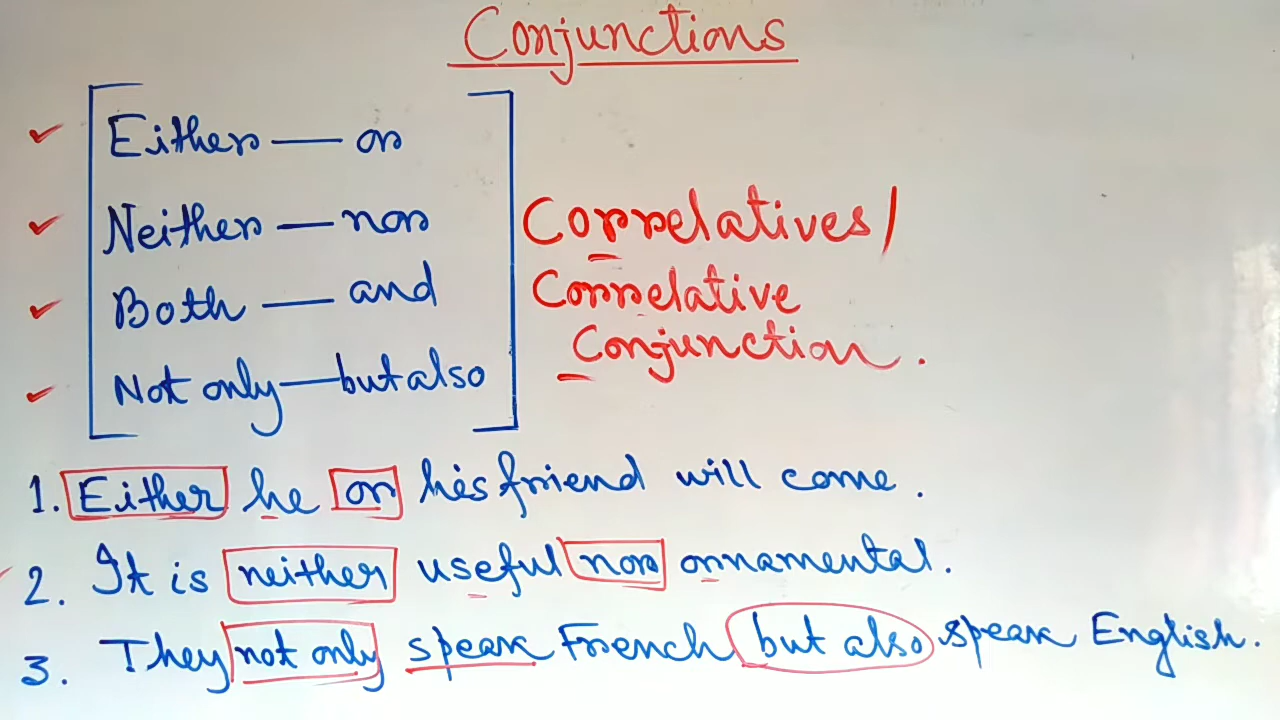 Conjunctions
Either — or
Neither — nor
Both — and
Not only — but also
Correlatives/
Correlative
Conjunction.
1. Either he or his friend will come.
2. It is neither useful nor ornamental.
3. They not only speak French but also speak English.